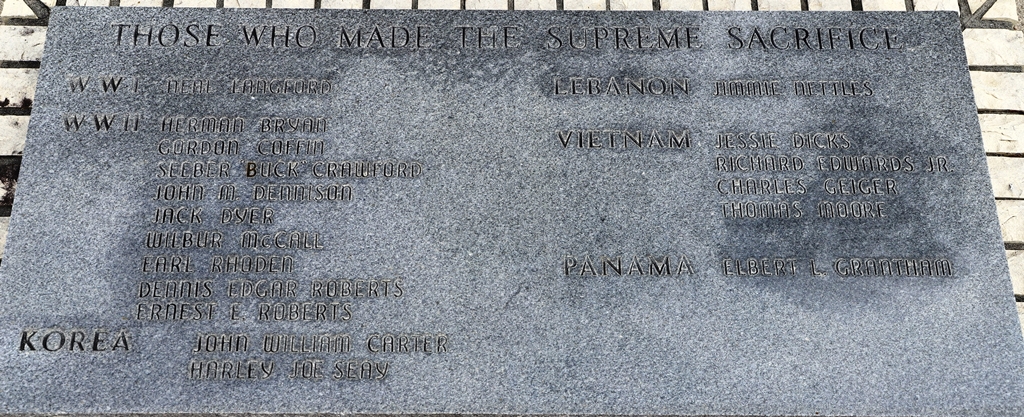 THOSE WHO MADE THE SUPREME SACRIFICE
WWI NEAL LANGFORD
WWII HERMAN BRYAN
GORDON COFFIN
SEEBER BUCK CRAWFORD
JOHN M. DENNISON
JACK DYER
WILBUR McCALL
EARL RHODEN
DENNIS EDGAR ROBERTS
ERNEST E. ROBERTS
KOREA JOHN WILLIAM CARTER
HARLEY JOE SEAY
LEBANON JIMMIE NETTLES
VIETNAM JESSIE DICKS
RICHARD EDWARDS JR.
CHARLES GEIGER
THOMAS MOORE
PANAMA ELBERT L. GRANTHAM